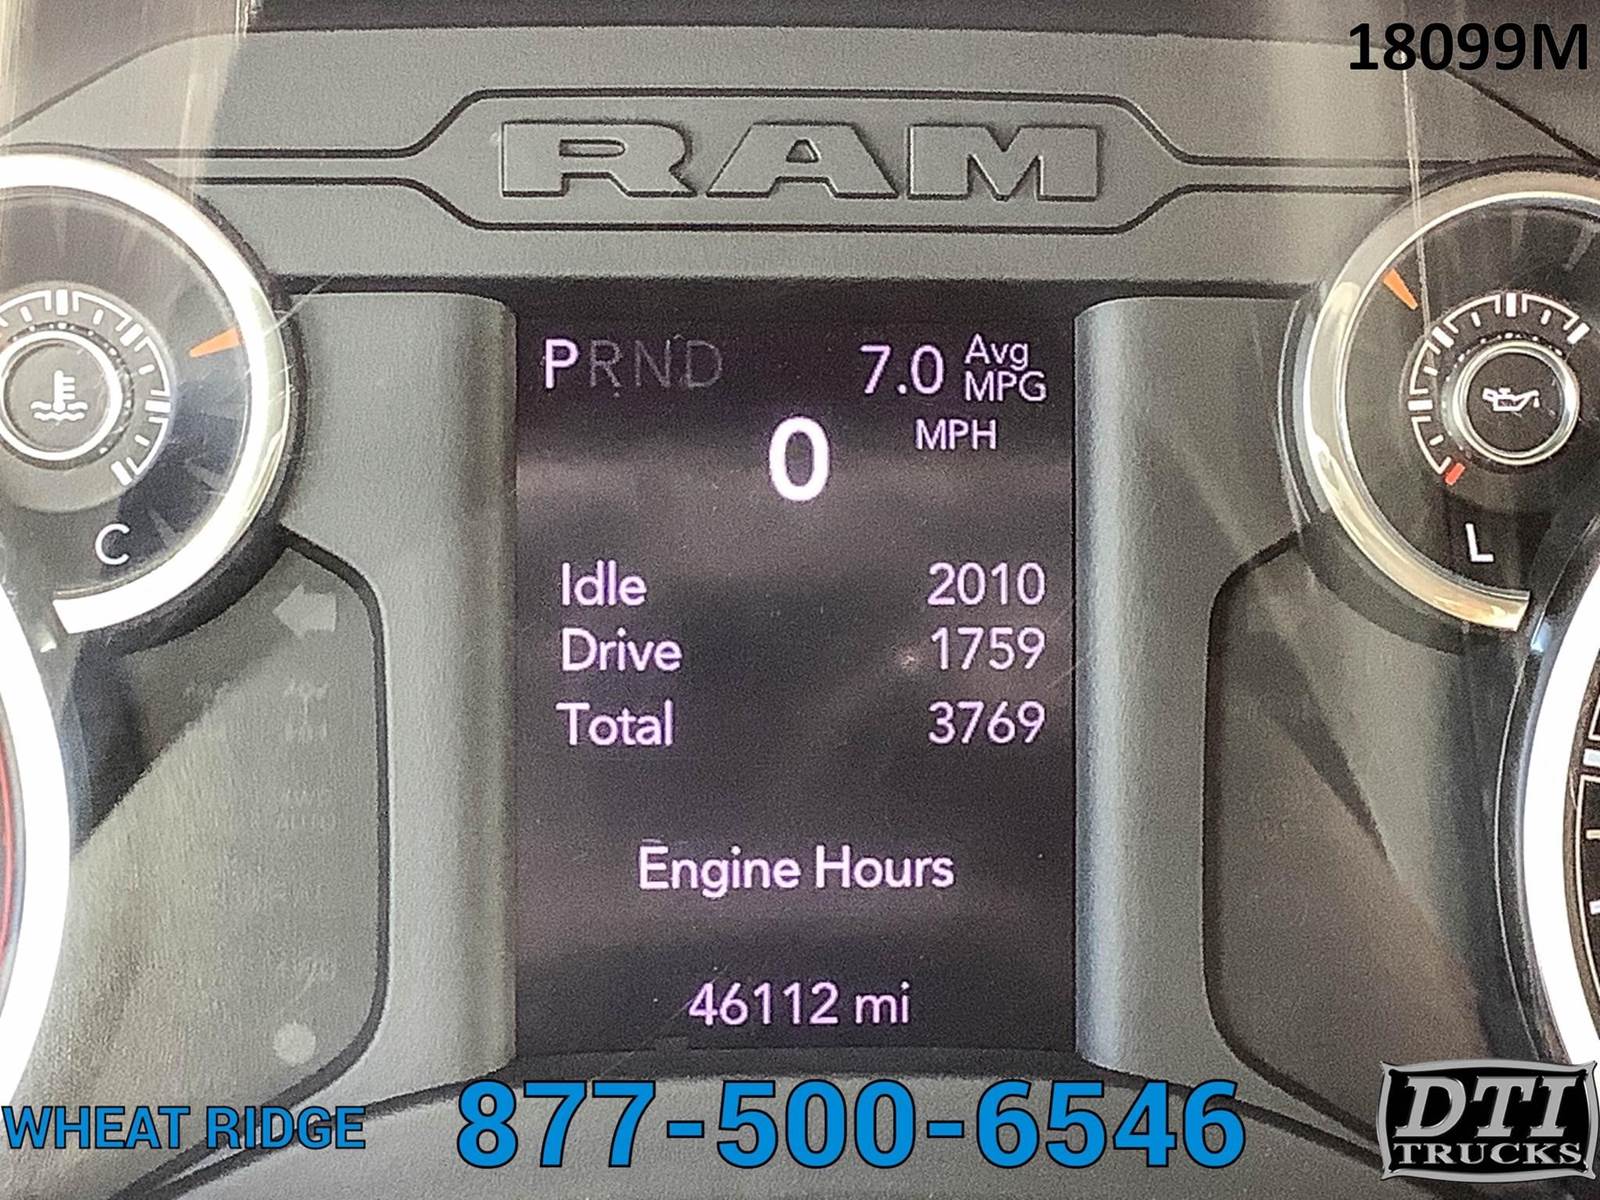 18099M
RAM
PRND
7.0 Avg MPG
0 MPH
C
L
Idle 2010
Drive 1759
Total 3769
Engine Hours
46112 mi
WHEAT RIDGE 877-500-6546
DTI
TRUCKS